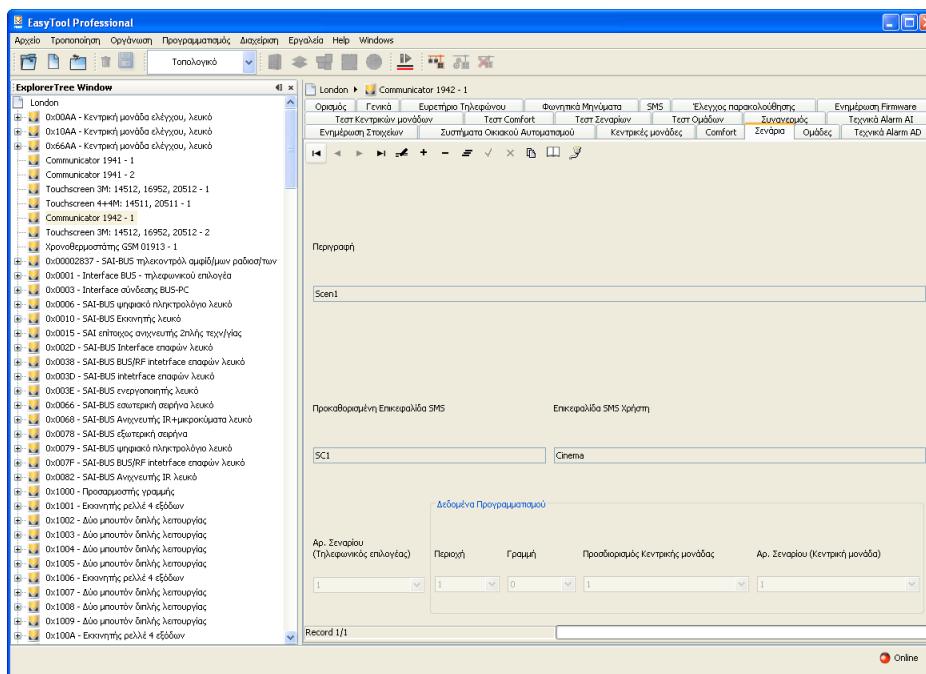 EasyTool Professional
Αρχείο Τροποποίηση Οργάνωση Προγραμματισμός Διαχείριση Εργαλεία Help Windows
Τοπολογικό
ExplorerTree Window
London
0x00AA - Κεντρική μονάδα ελέγχου, λευκό
0x10AA - Κεντρική μονάδα ελέγχου, λευκό
0x66AA - Κεντρική μονάδα ελέγχου, λευκό
Communicator 1941 - 1
Communicator 1941 - 2
Touchscreen 3M: 14512, 16952, 20512 - 1
Touchscreen 4+4M: 14511, 20511 - 1
Communicator 1942 - 1
Touchscreen 3M: 14512, 16952, 20512 - 2
Χρονοθερμοστάτης GSM 01913 - 1
0x00002837 - SAI-BUS τηλεκοντρόλ αμφίδ/μων ραδιοσ/των
0x0001 - Interface BUS - τηλεφωνικού επιλογέα
0x0003 - Interface σύνδεσης BUS-PC
0x0006 - SAI-BUS ψηφιακό πληκτρολόγιο λευκό
0x0010 - SAI-BUS Εκκινητής λευκό
0x0015 - SAI επίτοιχος ανιχνευτής 2πλής τεχν/γίας
0x002D - SAI-BUS Interface επαφών λευκό
0x0038 - SAI-BUS BUS/RF intetrface επαφών λευκό
0x003D - SAI-BUS intetrface επαφών λευκό
0x003E - SAI-BUS ενεργοποιητής λευκό
0x0066 - SAI-BUS εσωτερική σειρήνα λευκό
0x0068 - SAI-BUS Ανιχνευτής IR+μικροκύματα λευκό
0x0078 - SAI-BUS εξωτερική σειρήνα
0x0079 - SAI-BUS ψηφιακό πληκτρολόγιο λευκό
0x007F - SAI-BUS BUS/RF intetrface επαφών λευκό
0x0082 - SAI-BUS Ανιχνευτής IR λευκό
0x1000 - Προσαρμοστής γραμμής
0x1001 - Εκκινητής ρελλέ 4 εξόδων
0x1002 - Δύο μπουτόν διπλής λειτουργίας
0x1003 - Δύο μπουτόν διπλής λειτουργίας
0x1004 - Δύο μπουτόν διπλής λειτουργίας
0x1005 - Δύο μπουτόν διπλής λειτουργίας
0x1006 - Εκκινητής ρελλέ 4 εξόδων
0x1007 - Δύο μπουτόν διπλής λειτουργίας
0x1008 - Δύο μπουτόν διπλής λειτουργίας
0x1009 - Δύο μπουτόν διπλής λειτουργίας
0x100A - Εκκινητής ρελλέ 4 εξόδων
London Communicator 1942 - 1
Ορισμός Γενικά Ευρετήριο Τηλεφώνου Φωνητικά Μηνύματα SMS Έλεγχος παρακολούθησης Ενημέρωση Firmware
Τεστ Κεντρικών μονάδων Τεστ Comfort Τεστ Σεναρίων Τεστ Ομάδων Συναγερμός Τεχνικά Alarm AI
Ενημέρωση Στοιχείων Συστήματα Οικιακού Αυτοματισμού Κεντρικές μονάδες Comfort Σενάρια Ομάδες Τεχνικά Alarm AD
Περιγραφή
Scen1
Προκαθορισμένη Επικεφαλίδα SMS Επικεφαλίδα SMS Χρήστη
SC1 Cinema
Δεδομένα Προγραμματισμού
Αρ. Σεναρίου
(Τηλεφωνικός επιλογέας) Περιοχή Γραμμή Προσδιορισμός Κεντρικής μονάδας Αρ. Σεναρίου (Κεντρική μονάδα)
1 1 0 1 1
Record 1/1
Online